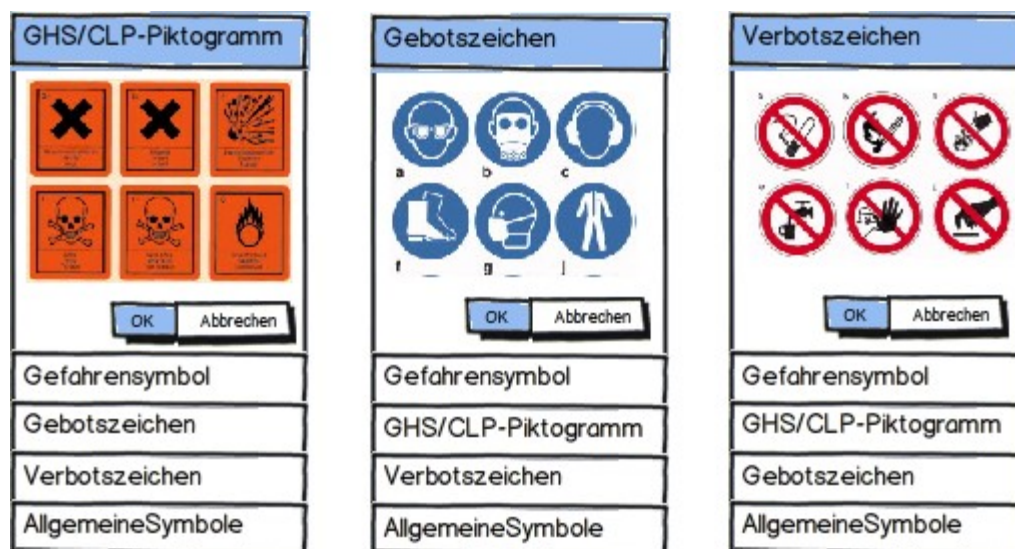 GHS/CLP-Piktogramm
OK
Abbrechen
Gefahrensymbol
Gebotszeichen
Verbotszeichen
AllgemeineSymbole
Gebotszeichen
a
b
c
f
g
j
OK
Abbrechen
Gefahrensymbol
GHS/CLP-Piktogramm
Verbotszeichen
AllgemeineSymbole
Verbotszeichen
OK
Abbrechen
Gefahrensymbol
GHS/CLP-Piktogramm
Gebotszeichen
AllgemeineSymbole